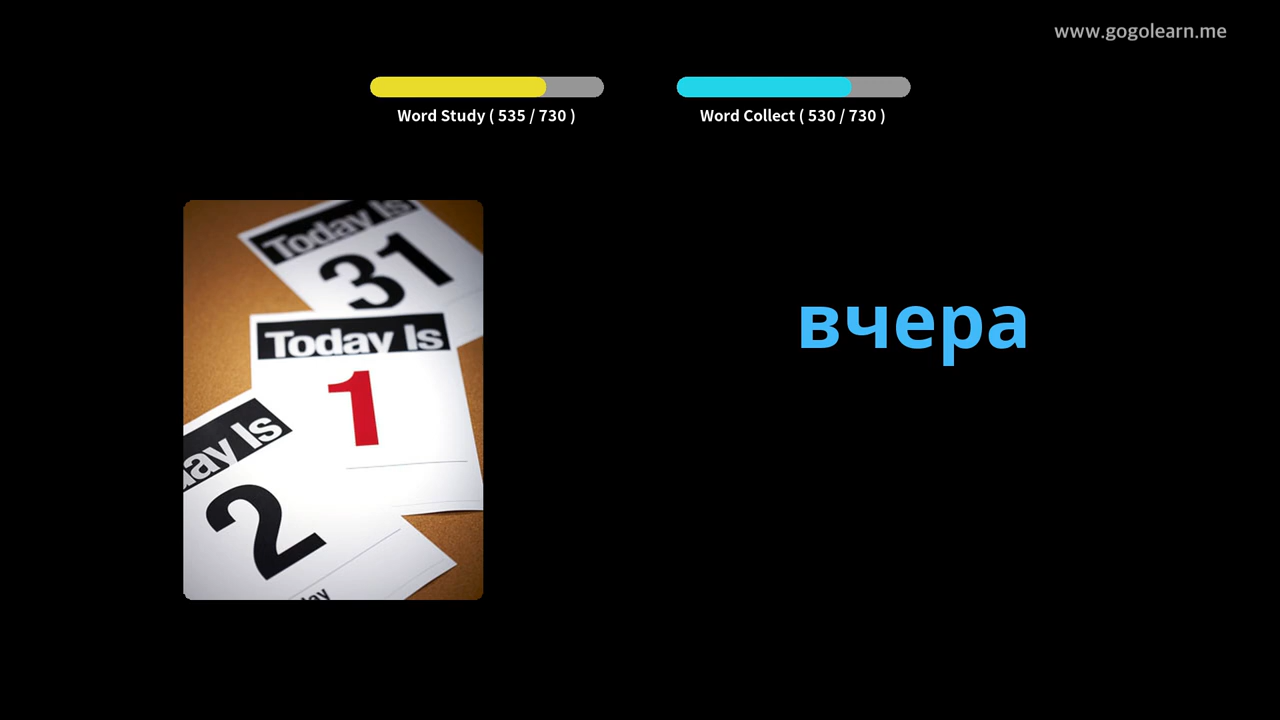 www.gogolearn.me
Word Study ( 535 / 730 )
Word Collect ( 530 / 730 )
Today Is
31
Today Is
1
вчера
ay Is
2